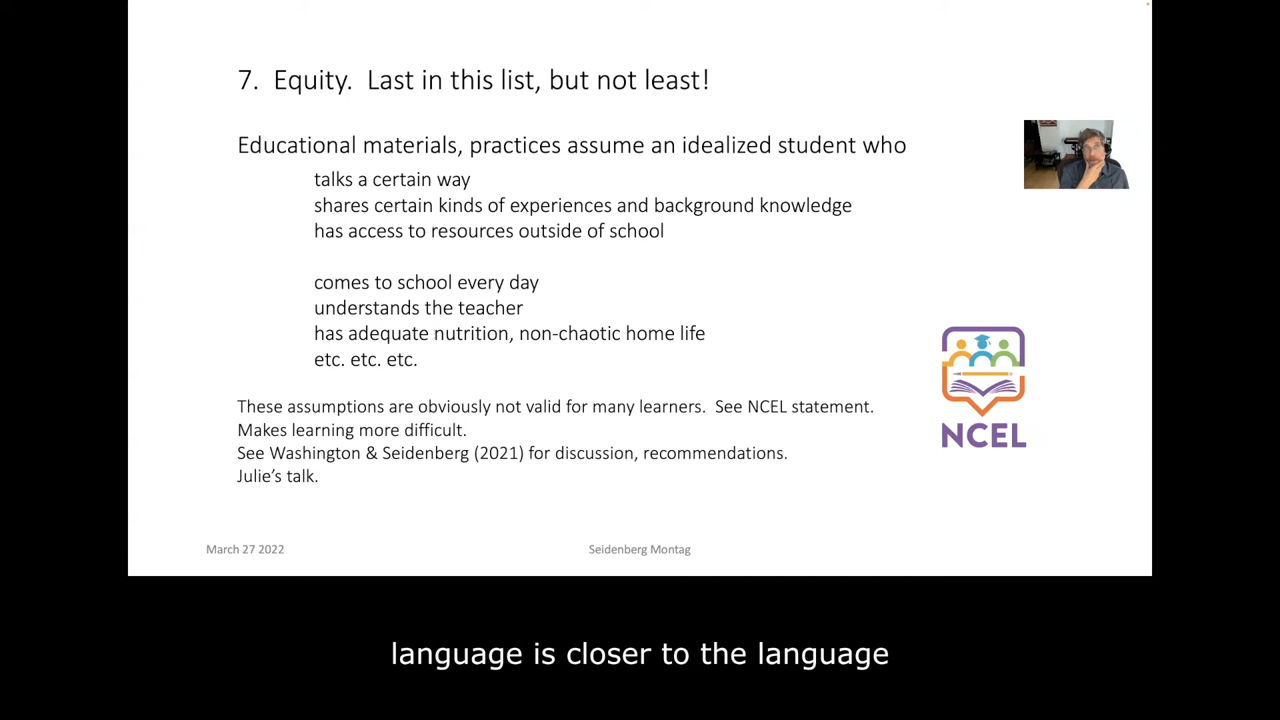 7. Equity. Last in this list, but not least!
Educational materials, practices assume an idealized student who
talks a certain way
shares certain kinds of experiences and background knowledge
has access to resources outside of school
comes to school every day
understands the teacher
has adequate nutrition, non-chaotic home life
etc. etc. etc.
These assumptions are obviously not valid for many learners. See NCEL statement.
Makes learning more difficult.
See Washington & Seidenberg (2021) for discussion, recommendations.
Julie’s talk.
NCEL
March 27 2022
Seidenberg Montag
language is closer to the language